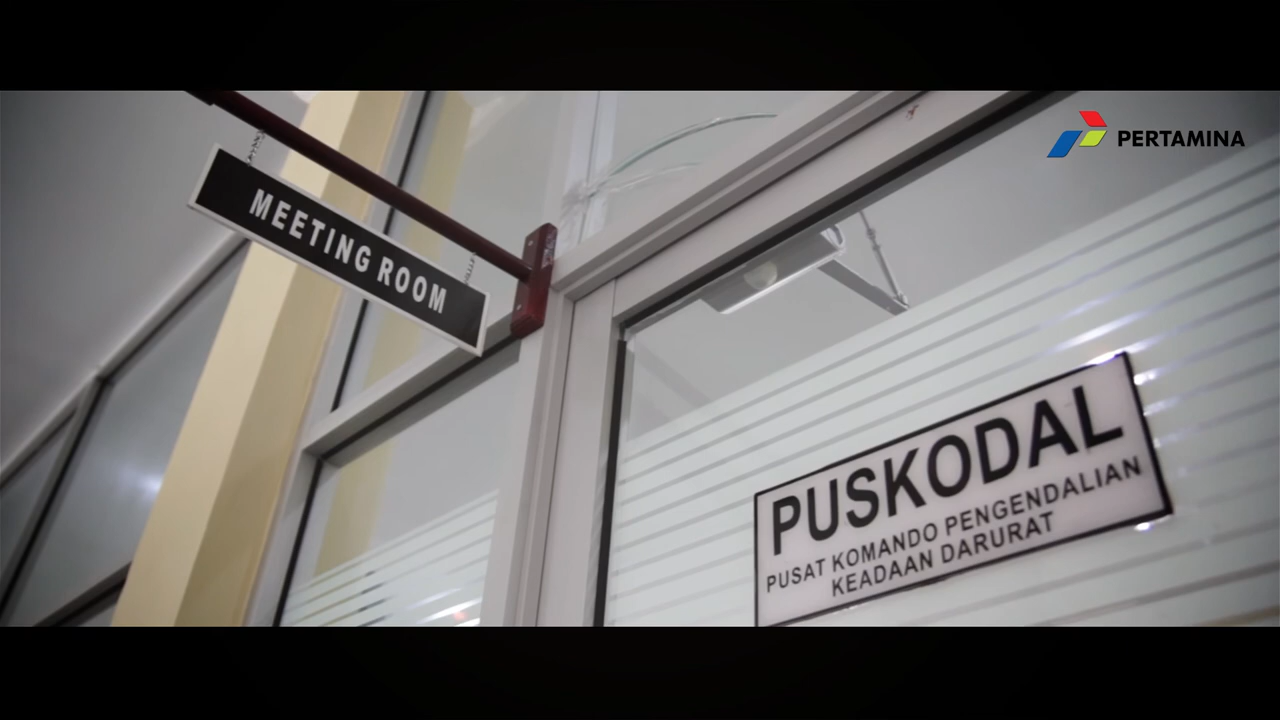 PERTAMINA
MEETING ROOM
PUSKODAL
PUSAT KOMANDO PENGENDALIAN
KEADAAN DARURAT